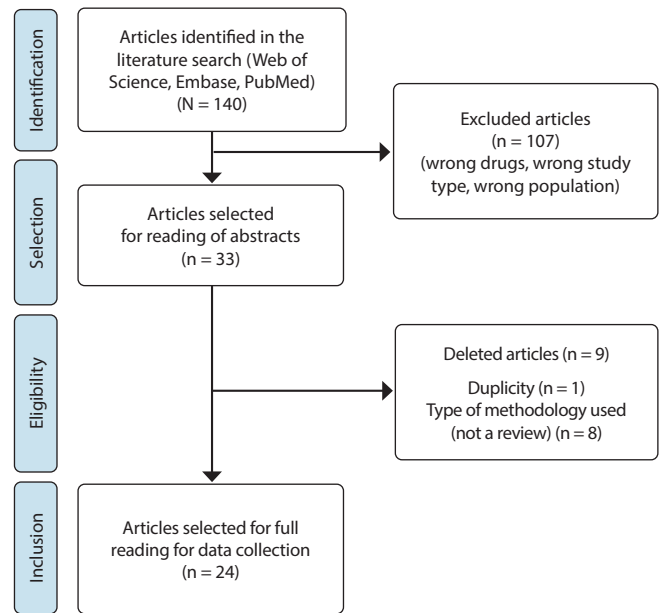 Identification
Articles identified in the
literature search (Web of
Science, Embase, PubMed)
(N = 140)
Excluded articles
(n = 107)
(wrong drugs, wrong study
type, wrong population)
Selection
Articles selected
for reading of abstracts
(n = 33)
Eligibility
Deleted articles (n = 9)
Duplicity (n = 1)
Type of methodology used
(not a review) (n = 8)
Inclusion
Articles selected for full
reading for data collection
(n = 24)